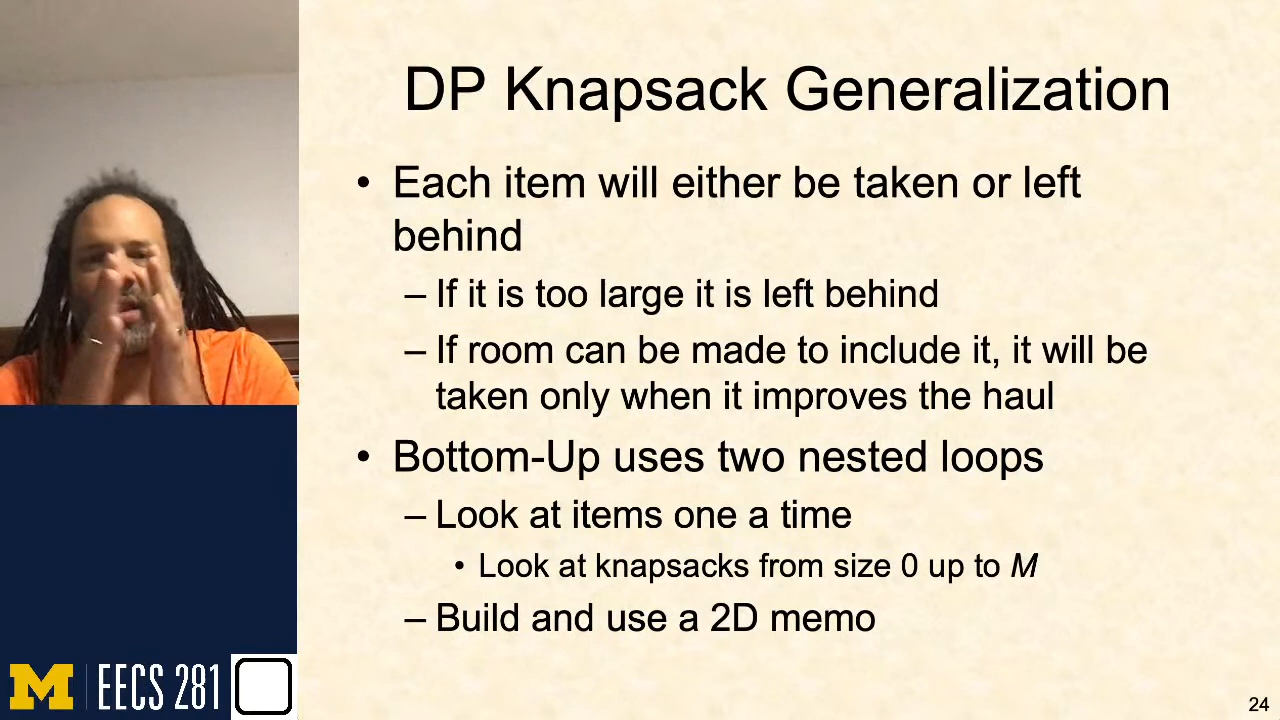 DP Knapsack Generalization
• Each item will either be taken or left
behind
– If it is too large it is left behind
– If room can be made to include it, it will be
taken only when it improves the haul
• Bottom-Up uses two nested loops
– Look at items one a time
• Look at knapsacks from size 0 up to M
– Build and use a 2D memo
M EECS 281
24